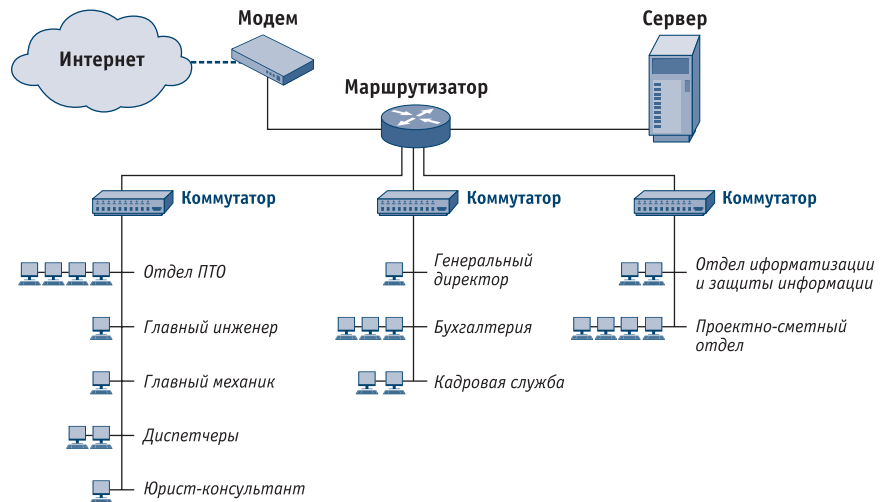 Модем
Сервер
Интернет
Маршрутизатор
Коммутатор
Коммутатор
Коммутатор
Отдел ПТО
Главный инженер
Главный механик
Диспетчеры
Юрист-консультант
Генеральный
директор
Бухгалтерия
Кадровая служба
Отдел иформатизации
и защиты информации
Проектно-сметный
отдел